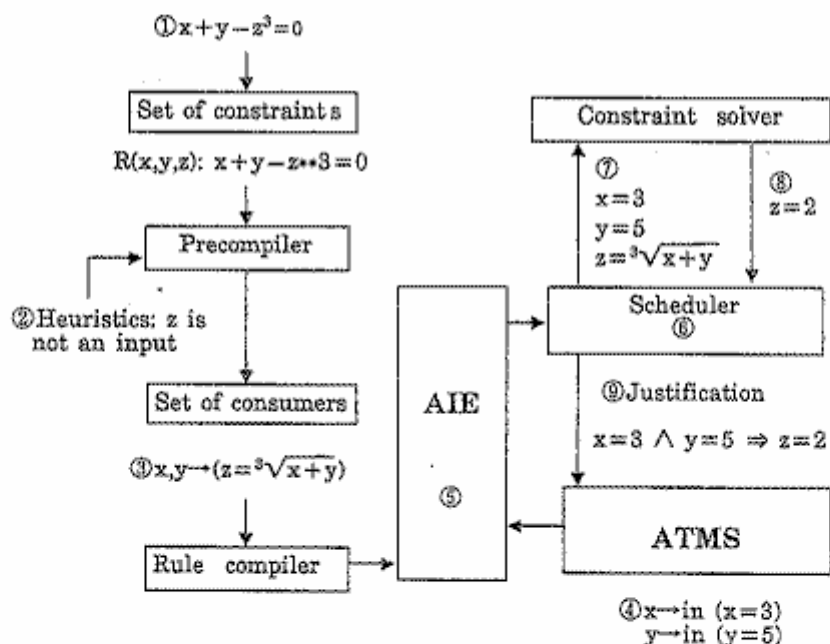 ①x+y−z³=0
Set of constraints
R(x,y,z): x+y−z**3=0
Precompiler
②Heuristics: z is
not an input
Set of consumers
③x,y→(z=³√x+y)
Rule compiler
AIE
⑤
Constraint solver
⑦
x=3
y=5
z=³√x+y
⑧
z=2
Scheduler
⑥
⑨Justification
x=3 ∧ y=5 ⇒ z=2
ATMS
④x→in (x=3)
y→in (y=5)